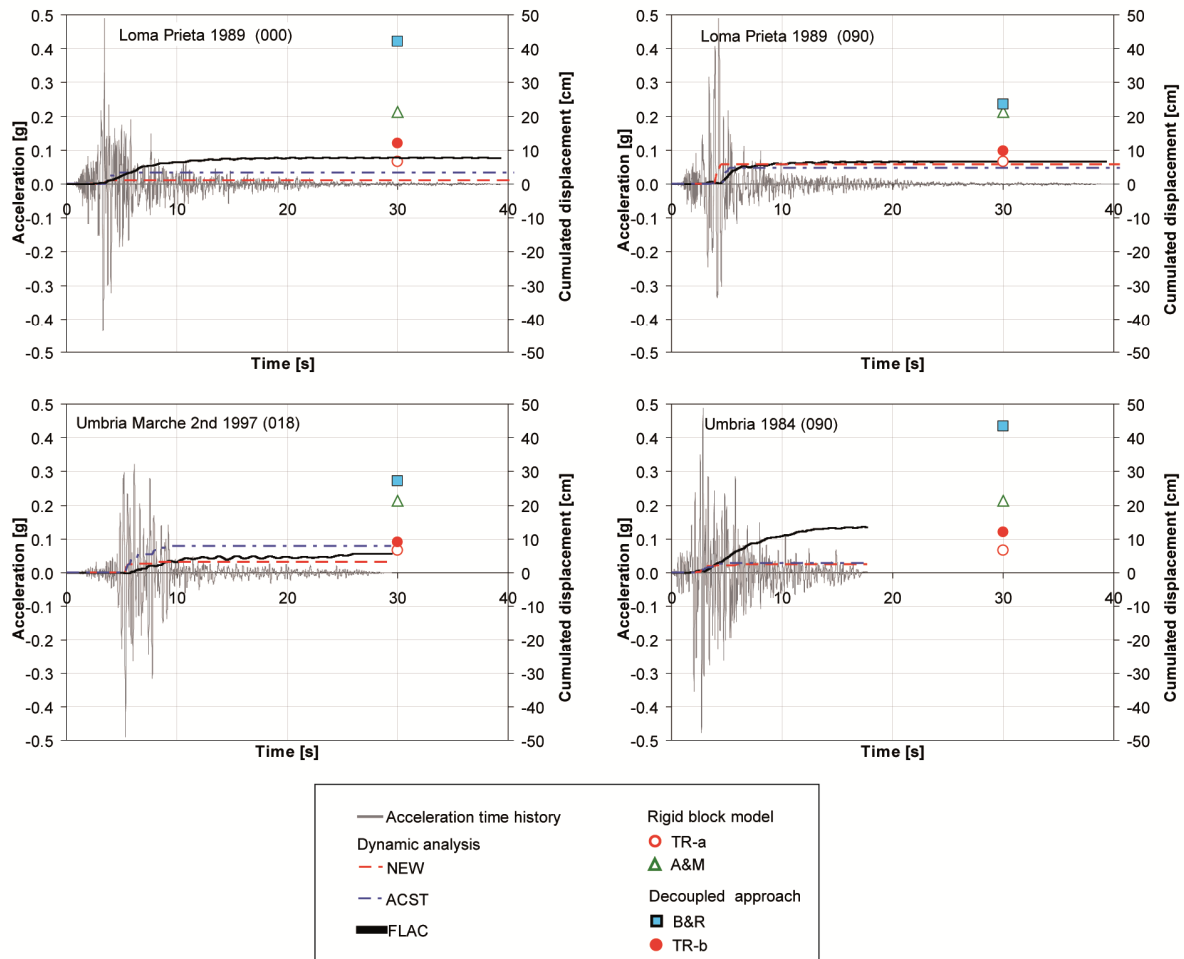 Loma Prieta 1989 (000)
Acceleration [g]
0.5
0.4
0.3
0.2
0.1
0.0
-0.1
-0.2
-0.3
-0.4
-0.5
0 10 20 30 40
50
40
30
20
10
0
-10
-20
-30
-40
-50
Cumulated displacement [cm]
Time [s]
Loma Prieta 1989 (090)
Acceleration [g]
0.5
0.4
0.3
0.2
0.1
0.0
-0.1
-0.2
-0.3
-0.4
-0.5
0 10 20 30 40
50
40
30
20
10
0
-10
-20
-30
-40
-50
Cumulated displacement [cm]
Time [s]
Umbria Marche 2nd 1997 (018)
Acceleration [g]
0.5
0.4
0.3
0.2
0.1
0.0
-0.1
-0.2
-0.3
-0.4
-0.5
0 10 20 30 40
50
40
30
20
10
0
-10
-20
-30
-40
-50
Cumulated displacement [cm]
Time [s]
Umbria 1984 (090)
Acceleration [g]
0.5
0.4
0.3
0.2
0.1
0.0
-0.1
-0.2
-0.3
-0.4
-0.5
0 10 20 30 40
50
40
30
20
10
0
-10
-20
-30
-40
-50
Cumulated displacement [cm]
Time [s]
Acceleration time history
Dynamic analysis
NEW
ACST
FLAC
Rigid block model
TR-a
A&M
Decoupled approach
B&R
TR-b